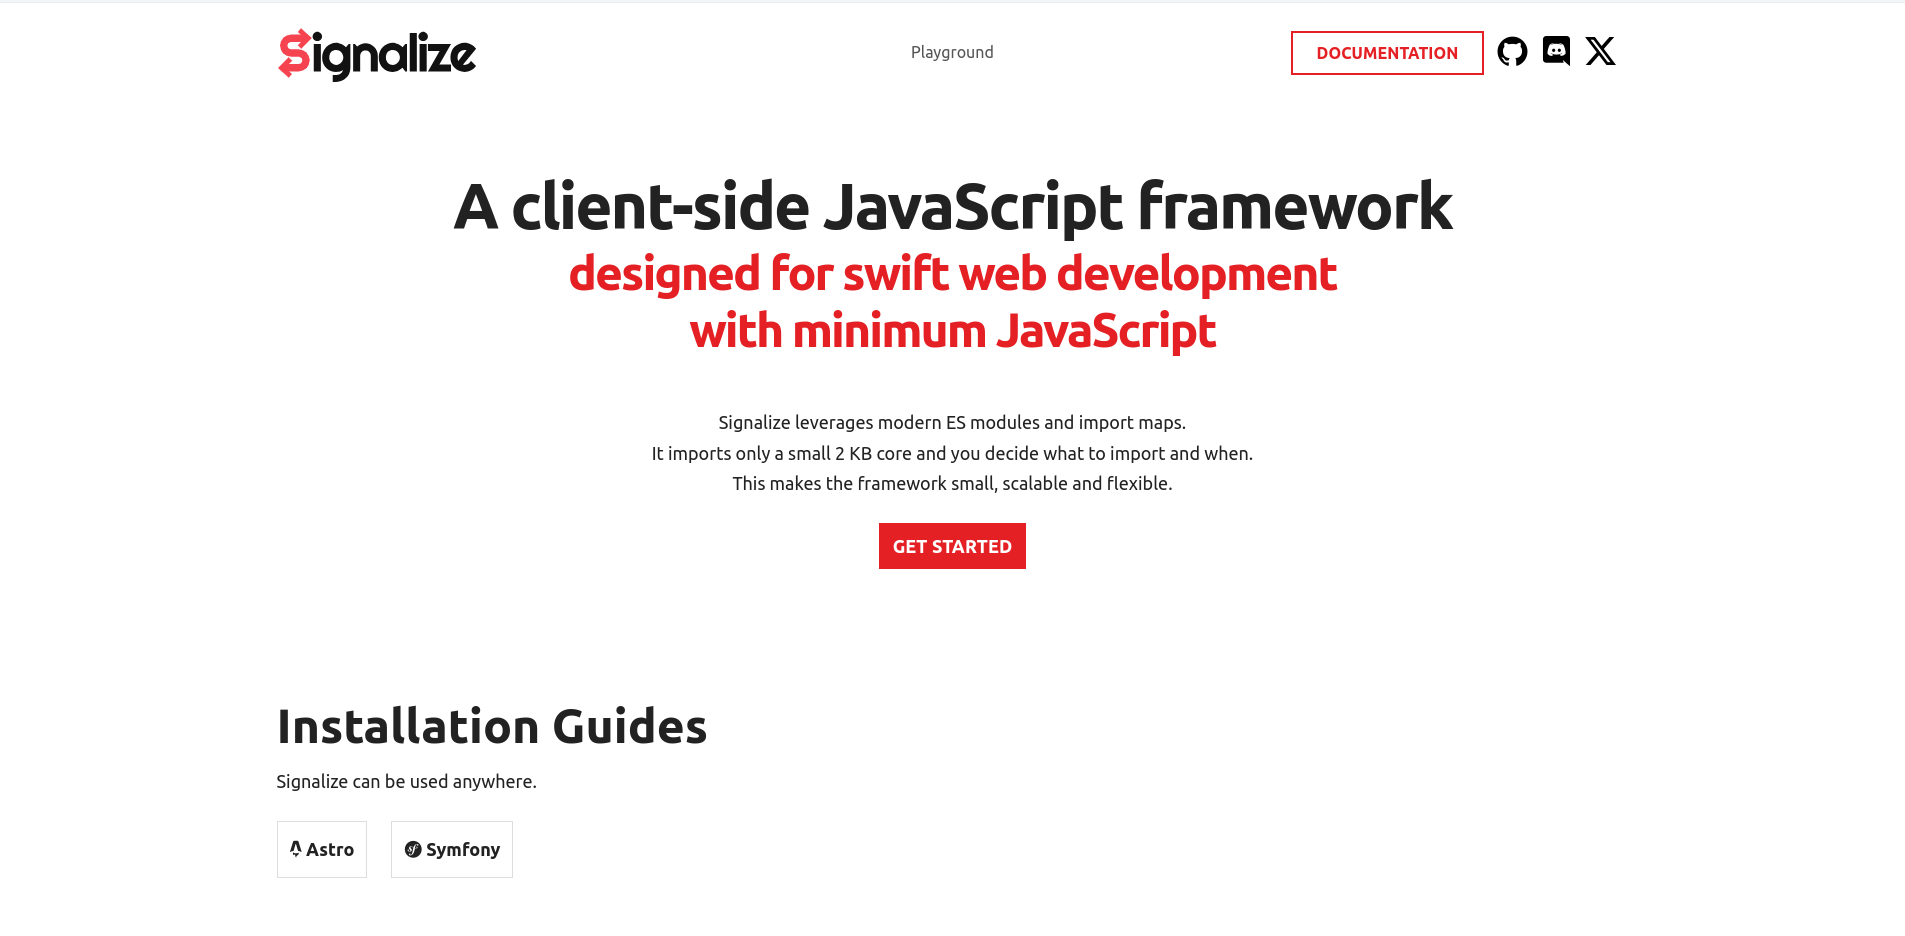 Signalize
Playground
DOCUMENTATION
A client-side JavaScript framework
designed for swift web development
with minimum JavaScript
Signalize leverages modern ES modules and import maps.
It imports only a small 2 KB core and you decide what to import and when.
This makes the framework small, scalable and flexible.
GET STARTED
Installation Guides
Signalize can be used anywhere.
Astro
Symfony